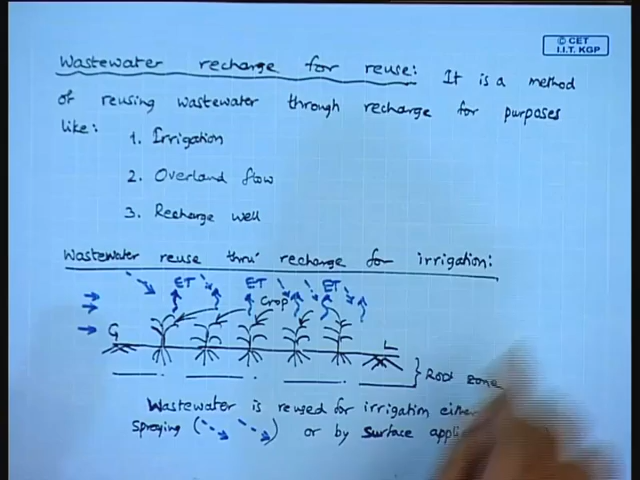 © CET
I.I.T. KGP
Wastewater recharge for reuse: It is a method
of reusing wastewater through recharge for purposes
like:
1. Irrigation
2. Overland flow
3. Recharge well
Wastewater reuse thru' recharge for irrigation:
ET ET ET
Crop
G L
Root zone
Wastewater is reused for irrigation either
Spraying ( ) or by surface